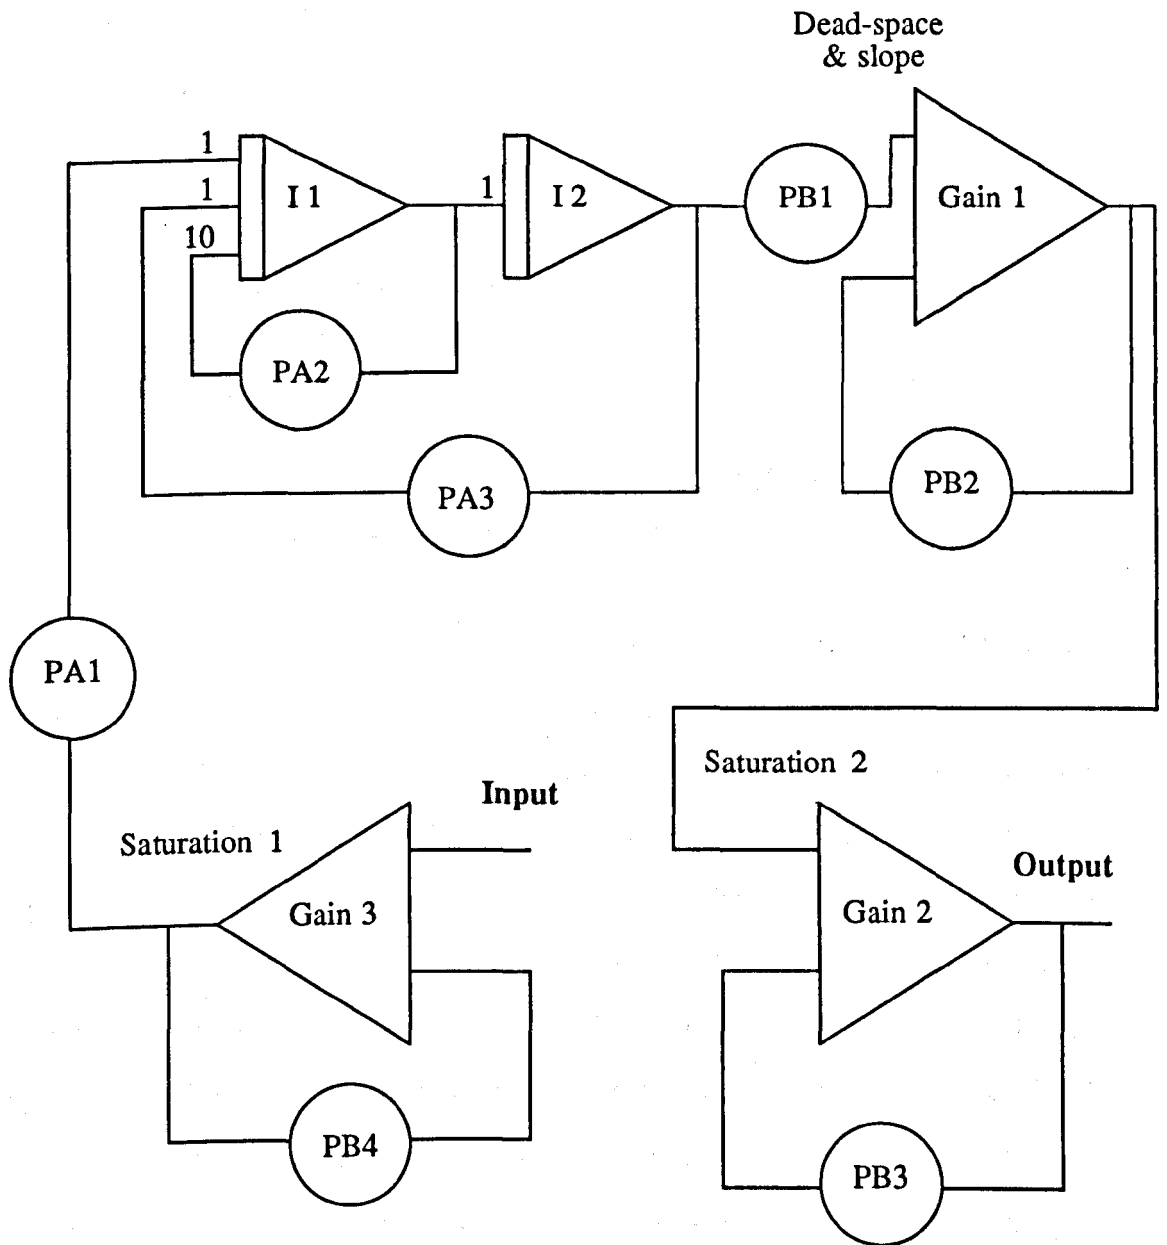 Dead-space
& slope
1
1
10
I 1
1
I 2
PB1
Gain 1
PA2
PA3
PB2
PA1
Saturation 2
Input
Saturation 1
Output
Gain 3
Gain 2
PB4
PB3